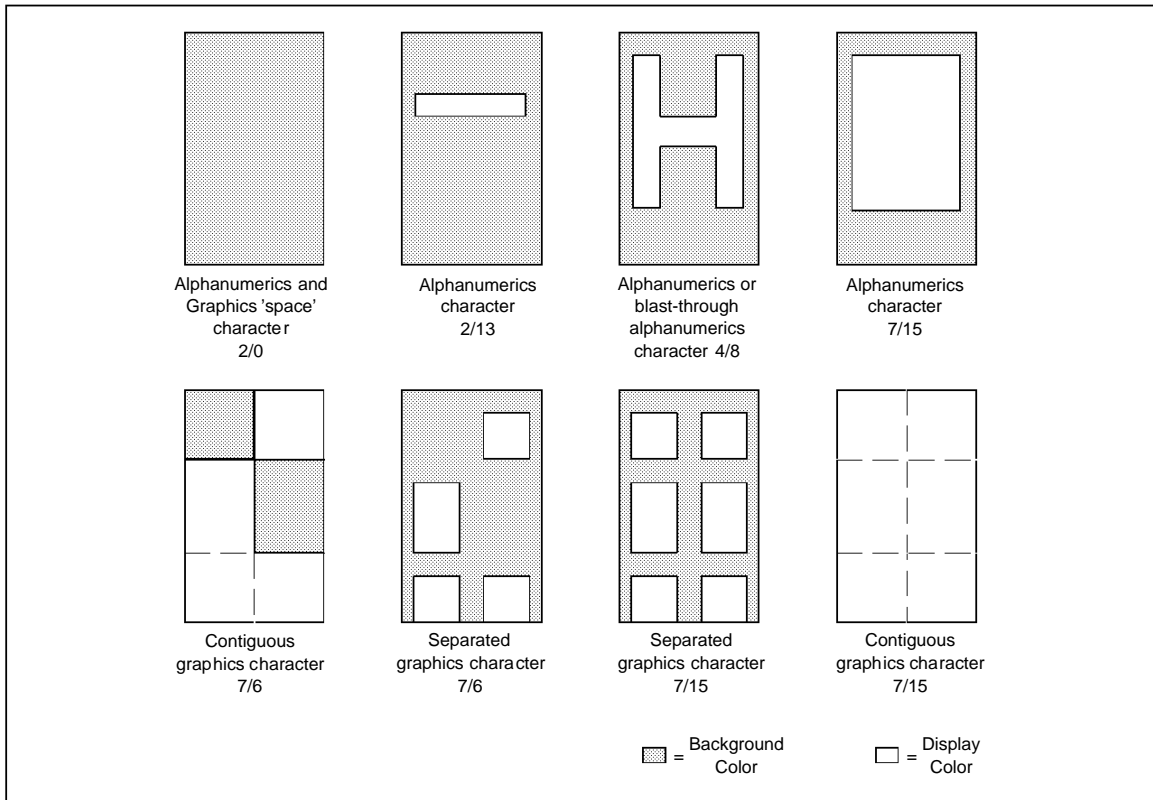 Alphanumerics and
Graphics 'space'
character
2/0
Alphanumerics
character
2/13
Alphanumerics or
blast-through
alphanumerics
character 4/8
Alphanumerics
character
7/15
Contiguous
graphics character
7/6
Separated
graphics character
7/6
Separated
graphics character
7/15
Contiguous
graphics character
7/15
= Background
Color
= Display
Color